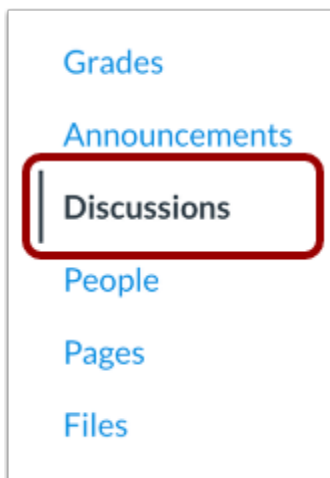 Grades
Announcements
Discussions
People
Pages
Files